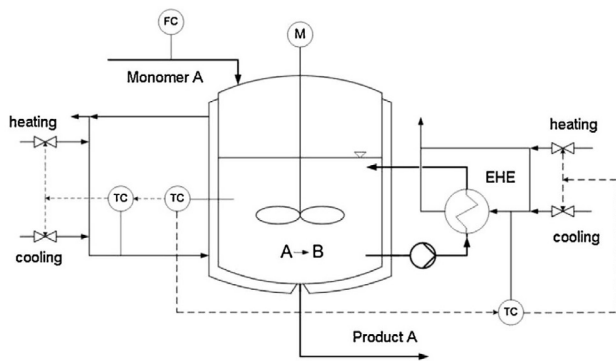 FC
M
Monomer A
heating
heating
EHE
TC
TC
cooling
cooling
A→B
TC
Product A